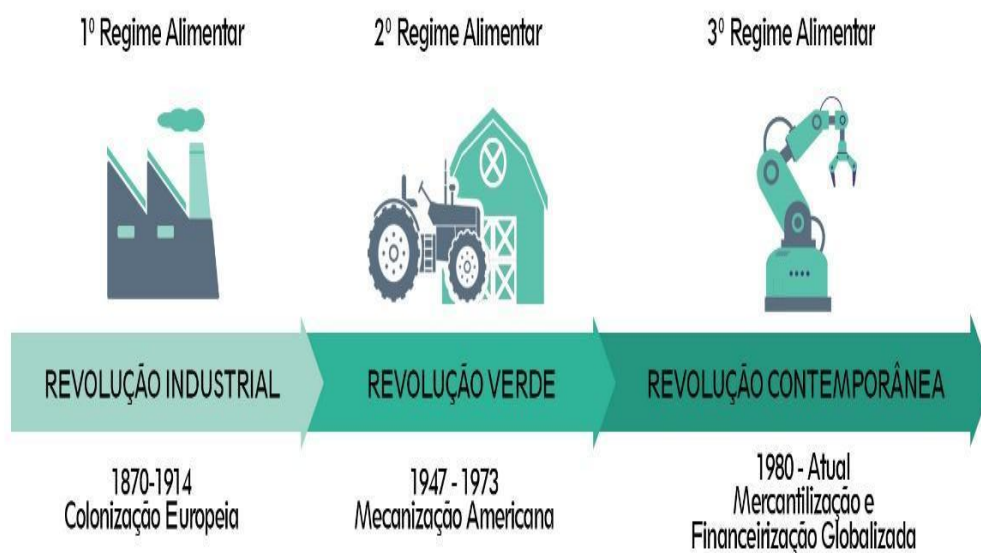 1º Regime Alimentar
2º Regime Alimentar
3º Regime Alimentar
REVOLUÇÃO INDUSTRIAL
REVOLUÇÃO VERDE
REVOLUÇÃO CONTEMPORÂNEA
1870-1914
Colonização Europeia
1947 - 1973
Mecanização Americana
1980 - Atual
Mercantilização e
Financeirização Globalizada